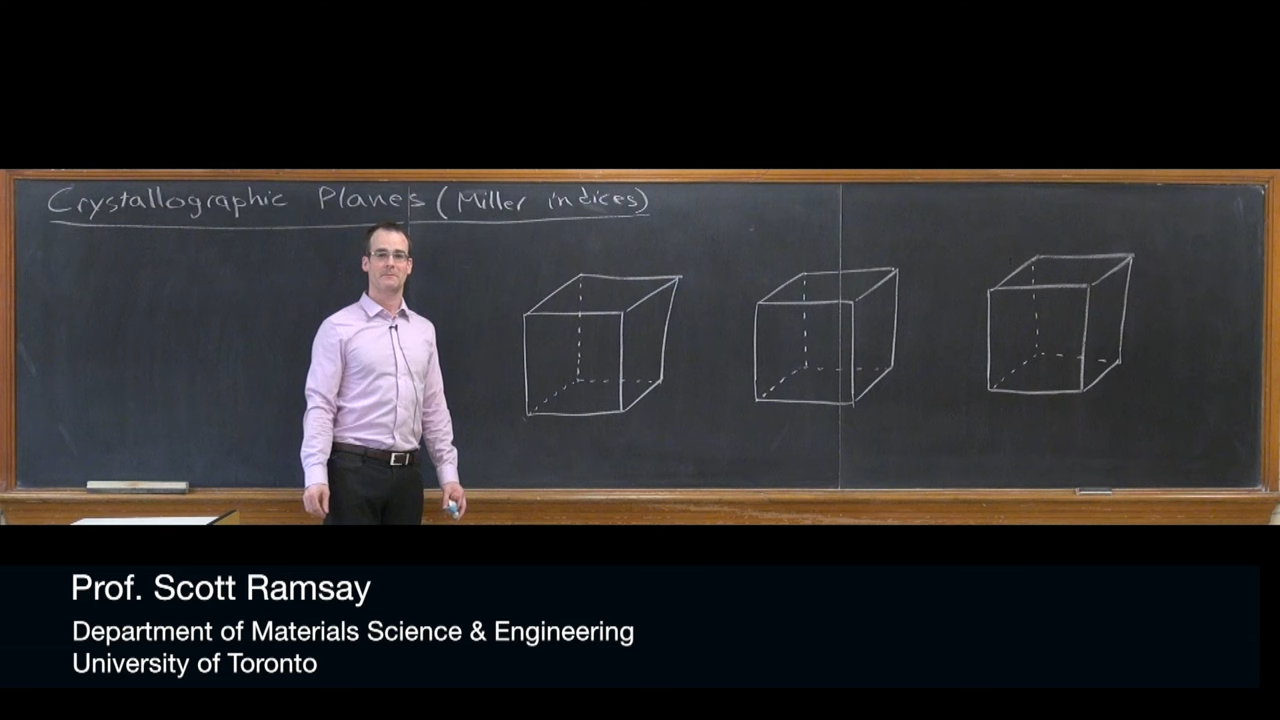 Crystallographic Planes (Miller indices)
Prof. Scott Ramsay
Department of Materials Science & Engineering
University of Toronto